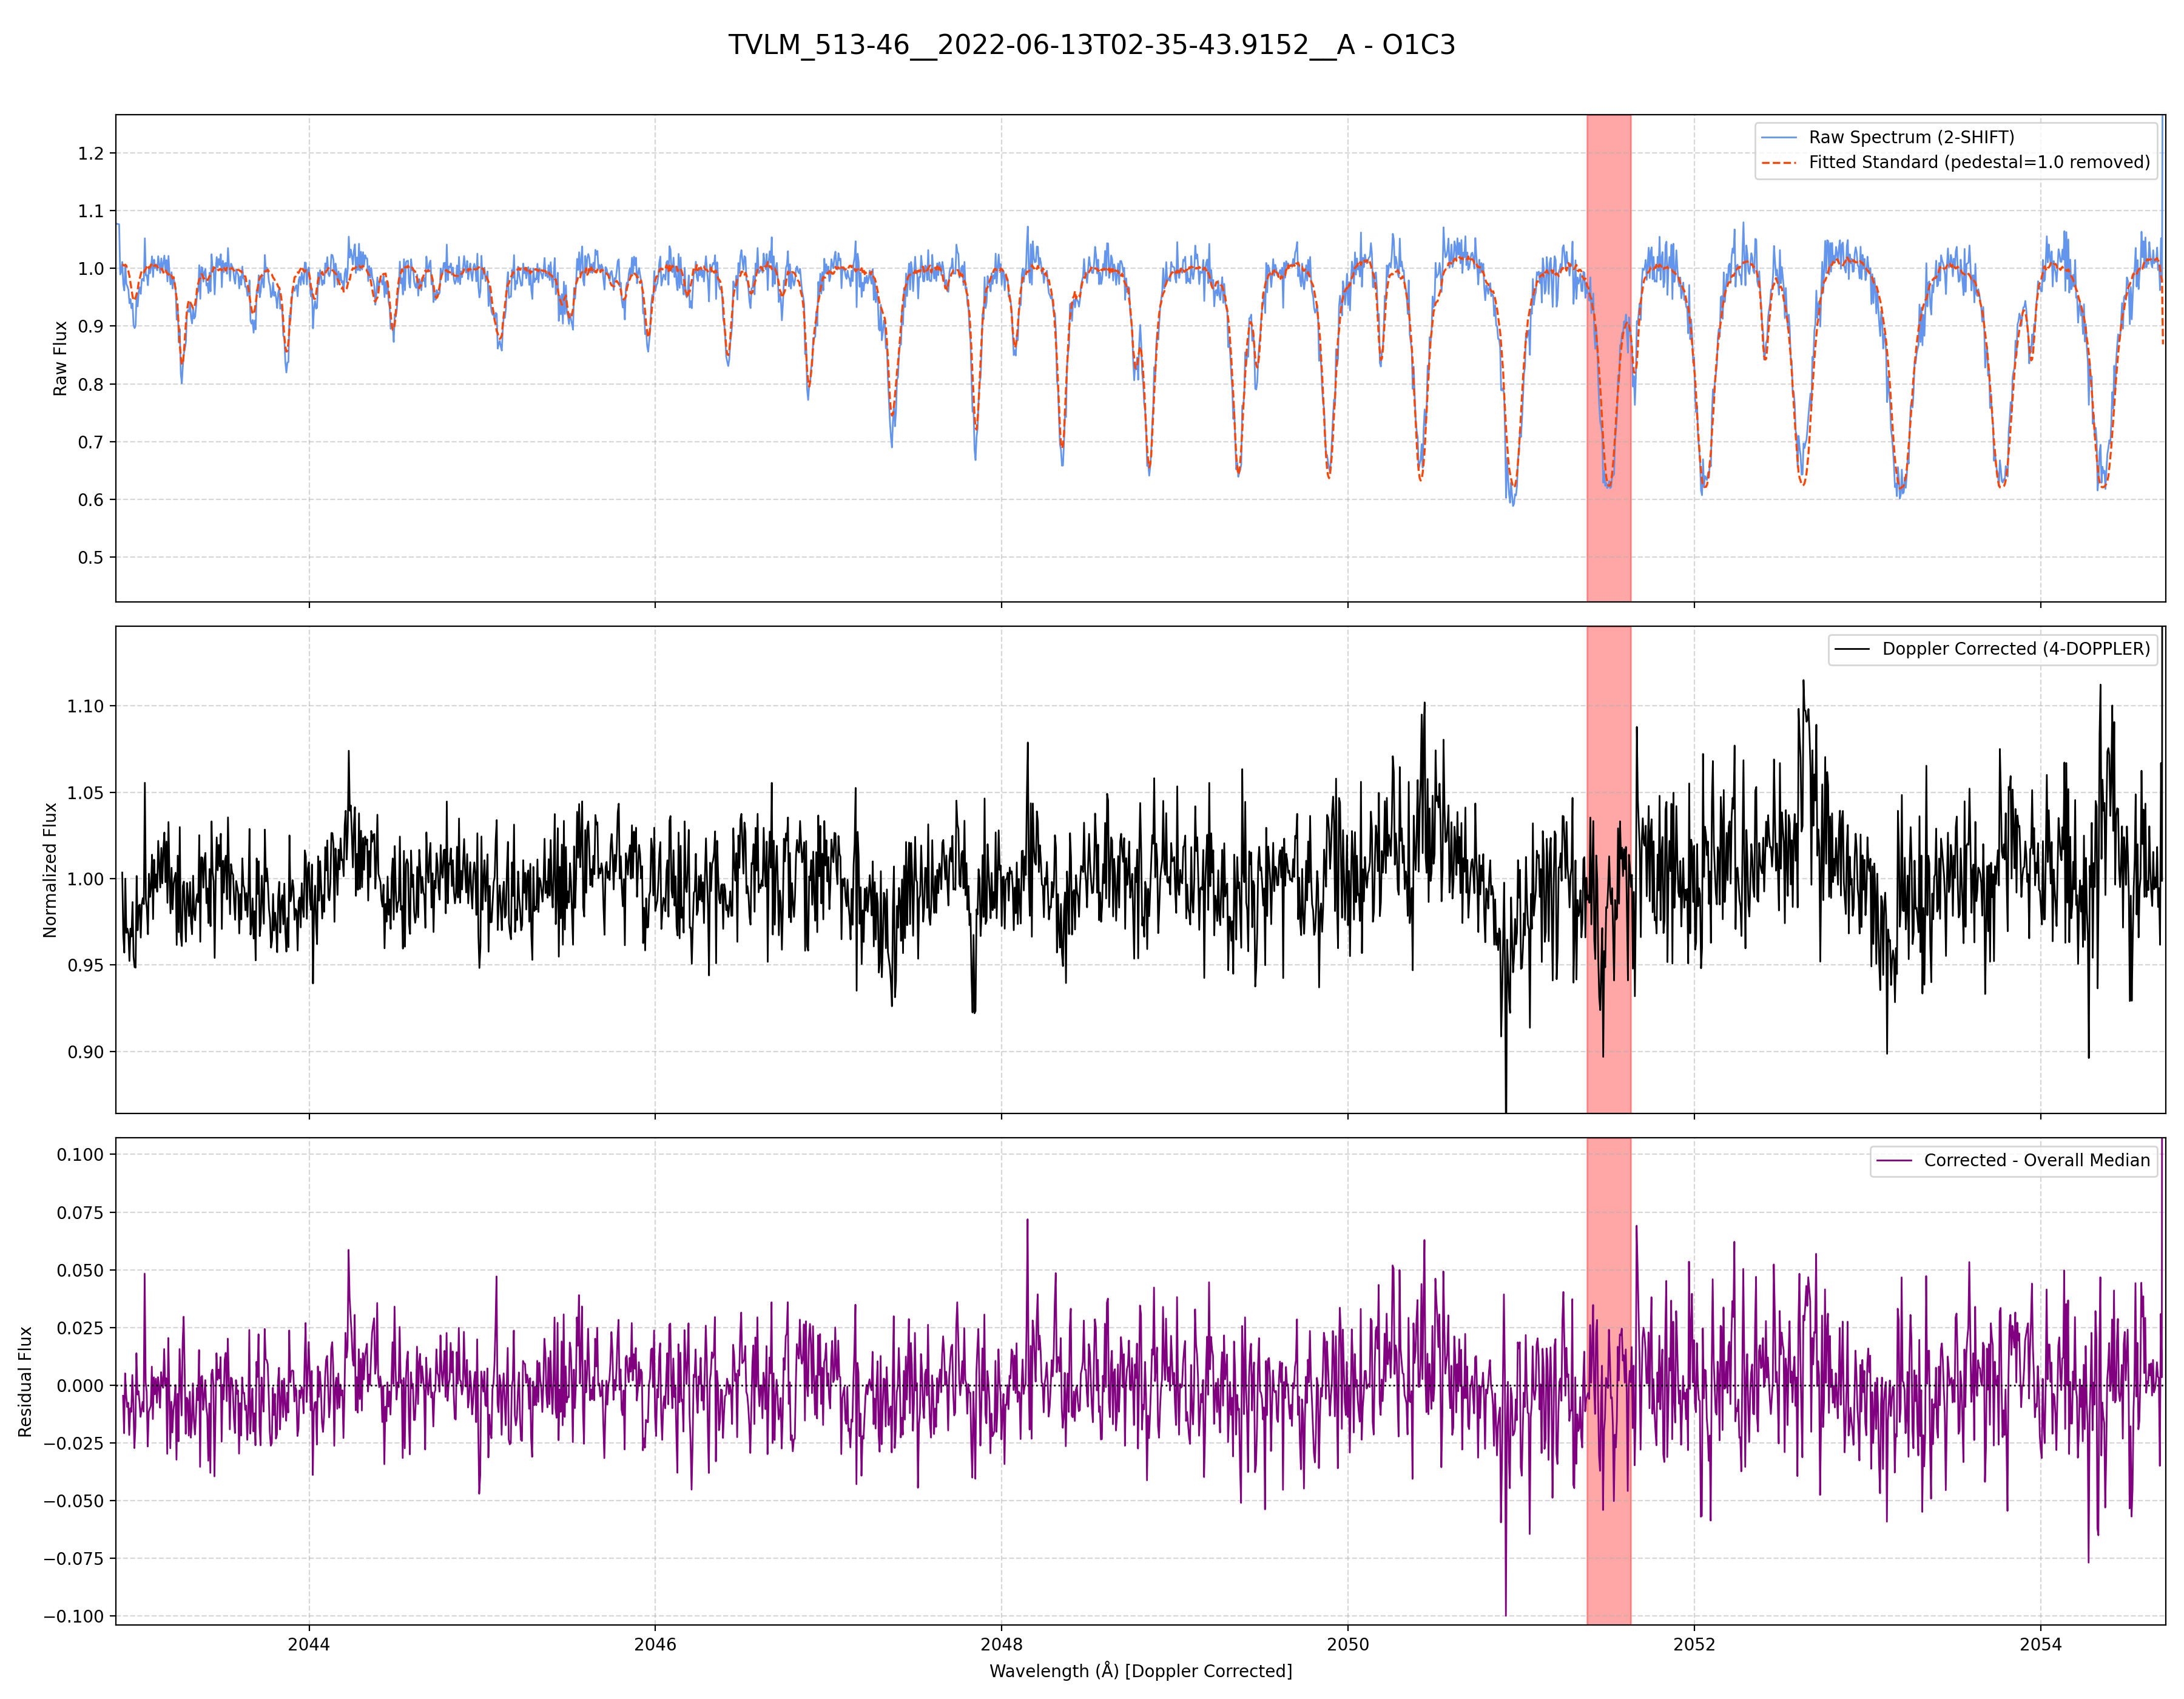 TVLM_513-46__2022-06-13T02-35-43.9152__A - O1C3
Raw Spectrum (2-SHIFT)
Fitted Standard (pedestal=1.0 removed)
Raw Flux
1.2
1.1
1.0
0.9
0.8
0.7
0.6
0.5
Doppler Corrected (4-DOPPLER)
Normalized Flux
1.10
1.05
1.00
0.95
0.90
Corrected - Overall Median
Residual Flux
0.100
0.075
0.050
0.025
0.000
−0.025
−0.050
−0.075
−0.100
2044 2046 2048 2050 2052 2054
Wavelength (Å) [Doppler Corrected]